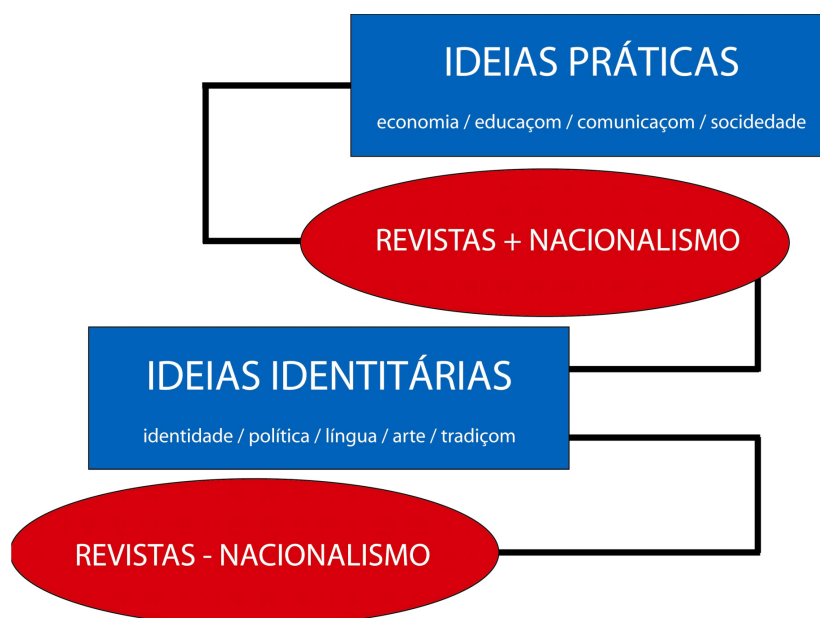 IDEIAS PRÁTICAS
economia / educaçom / comunicaçom / socidedade
REVISTAS + NACIONALISMO
IDEIAS IDENTITÁRIAS
identidade / política / língua / arte / tradiçom
REVISTAS - NACIONALISMO